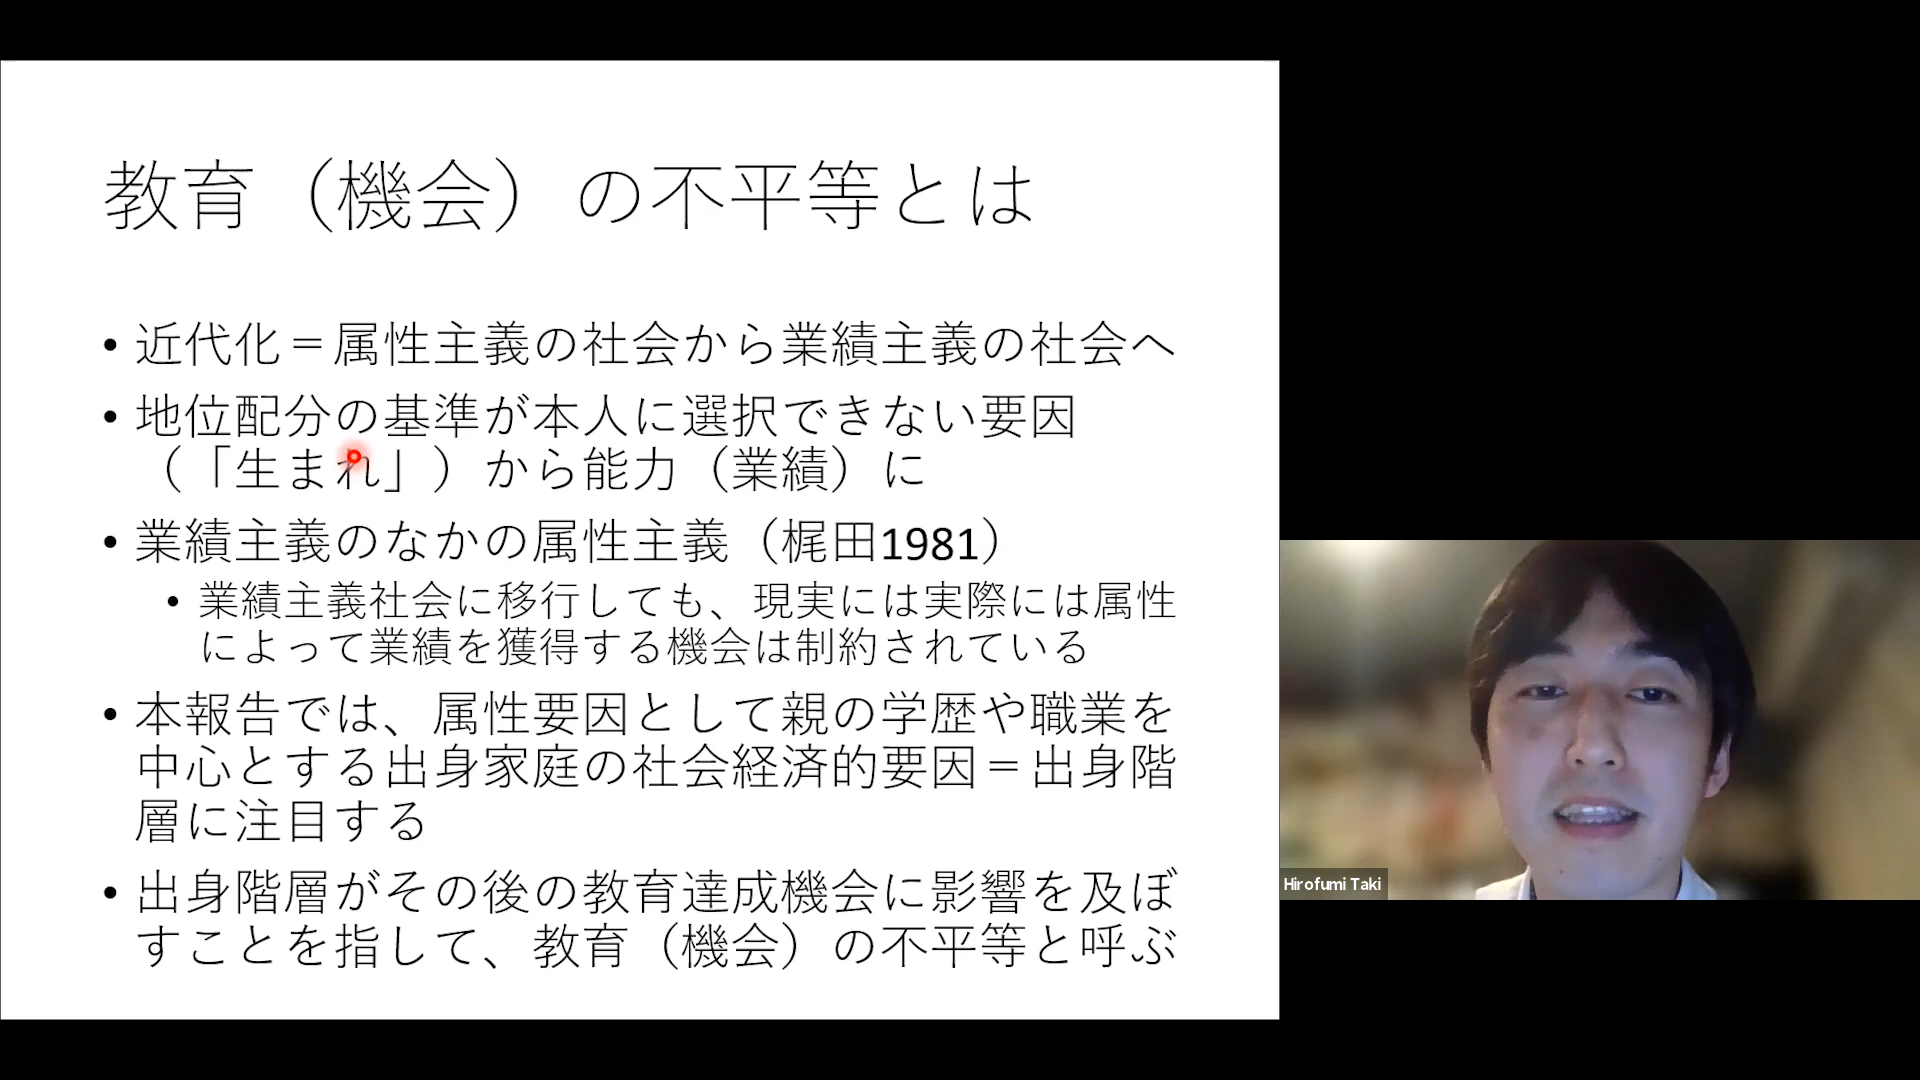 教育（機会）の不平等とは
• 近代化＝属性主義の社会から業績主義の社会へ
• 地位配分の基準が本人に選択できない要因
（「生まれ」）から能力（業績）に
• 業績主義のなかの属性主義（梶田1981）
• 業績主義社会に移行しても、現実には実際には属性
によって業績を獲得する機会は制約されている
• 本報告では、属性要因として親の学歴や職業を
中心とする出身家庭の社会経済的要因＝出身階
層に注目する
• 出身階層がその後の教育達成機会に影響を及ぼ
すことを指して、教育（機会）の不平等と呼ぶ
Hirofumi Taki